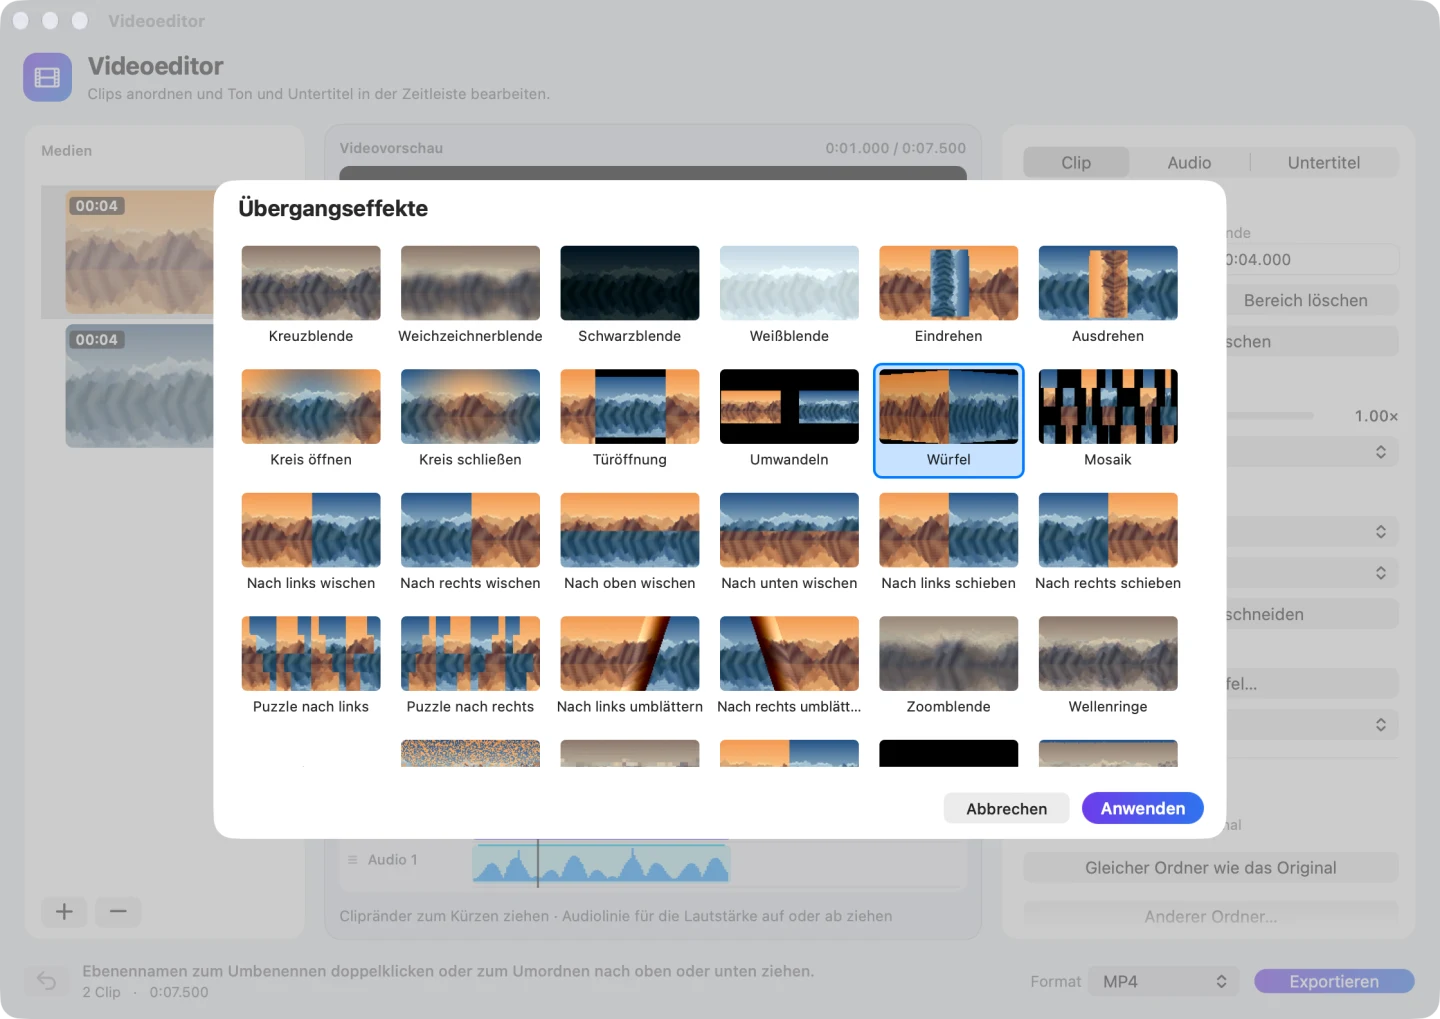 Videoeditor
Videoeditor
Clips anordnen und Ton und Untertitel in der Zeitleiste bearbeiten.
Medien
00:04
00:04
Videovorschau
0:01.000 / 0:07.500
Clip
Audio
Untertitel
0:04.000
Bereich löschen
1.00×
Übergangseffekte
Kreuzblende
Weichzeichnerblende
Schwarzblende
Weißblende
Eindrehen
Ausdrehen
Kreis öffnen
Kreis schließen
Türöffnung
Umwandeln
Würfel
Mosaik
Nach links wischen
Nach rechts wischen
Nach oben wischen
Nach unten wischen
Nach links schieben
Nach rechts schieben
Puzzle nach links
Puzzle nach rechts
Nach links umblättern
Nach rechts umblätt...
Zoomblende
Wellenringe
Abbrechen
Anwenden
Audio 1
Clipränder zum Kürzen ziehen · Audiolinie für die Lautstärke auf oder ab ziehen
Gleicher Ordner wie das Original
Anderer Ordner...
Ebenennamen zum Umbenennen doppelklicken oder zum Umordnen nach oben oder unten ziehen.
2 Clip · 0:07.500
Format
MP4
Exportieren